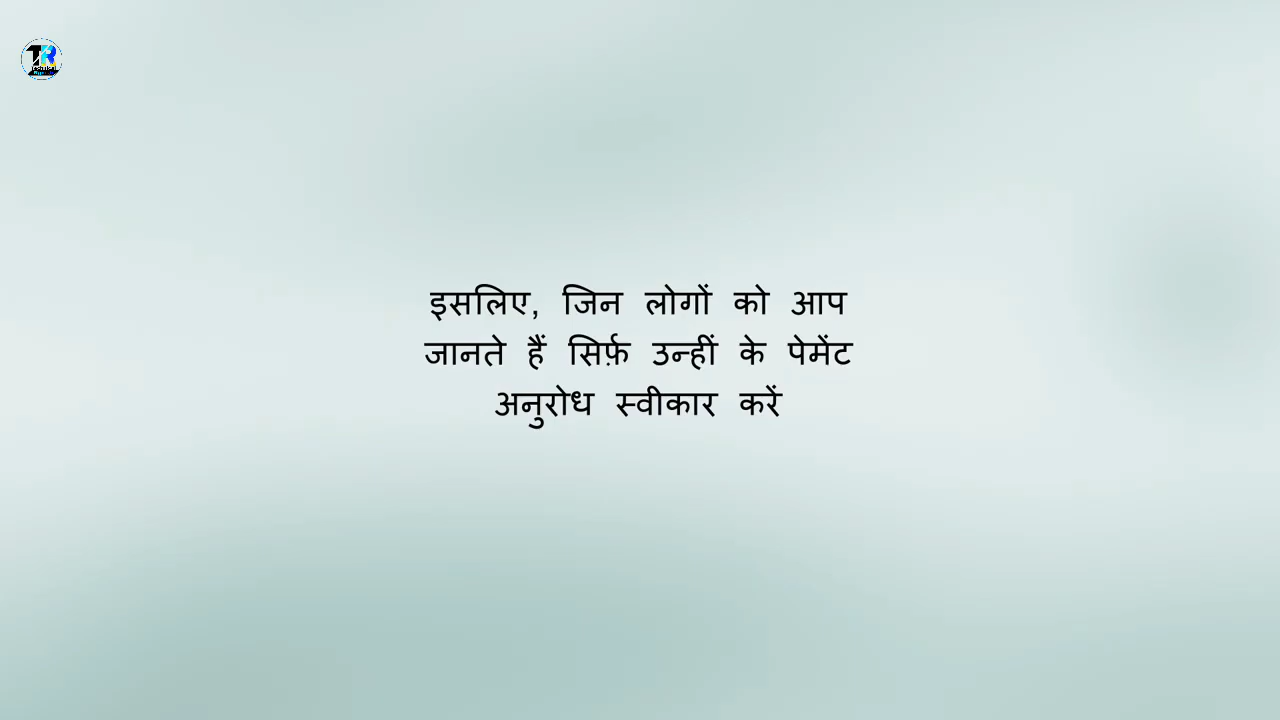 इसलिए, जिन लोगों को आप
जानते हैं सिर्फ़ उन्हीं के पेमेंट
अनुरोध स्वीकार करें